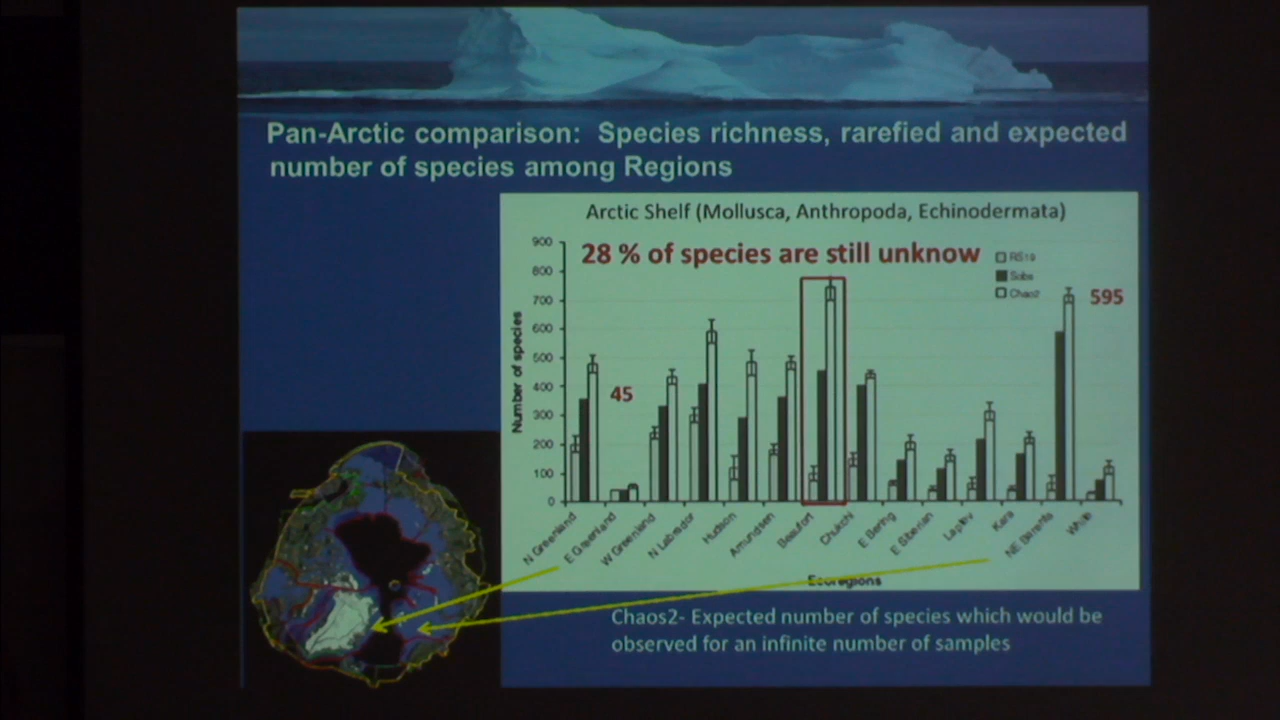 Pan-Arctic comparison: Species richness, rarefied and expected
number of species among Regions
Arctic Shelf (Mollusca, Anthropoda, Echinodermata)
28 % of species are still unknow
Sobs
Chao2
595
45
Number of species
900
800
700
600
500
400
300
200
100
0
N Greenland
E Greenland
W Greenland
N Labrador
Hudson
Amundsen
Beaufort
Chukchi
E Bering
E Siberian
Laptev
Kara
NE Barents
White
Ecoregions
Chaos2- Expected number of species which would be
observed for an infinite number of samples